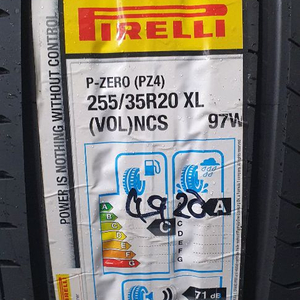 PIRELLI
POWER IS NOTHING WITHOUT CONTROL
P-ZERO (PZ4)
255/35R20 XL
(VOL)NCS 97W
A
C
C
D
E
F
G
A
71 dB